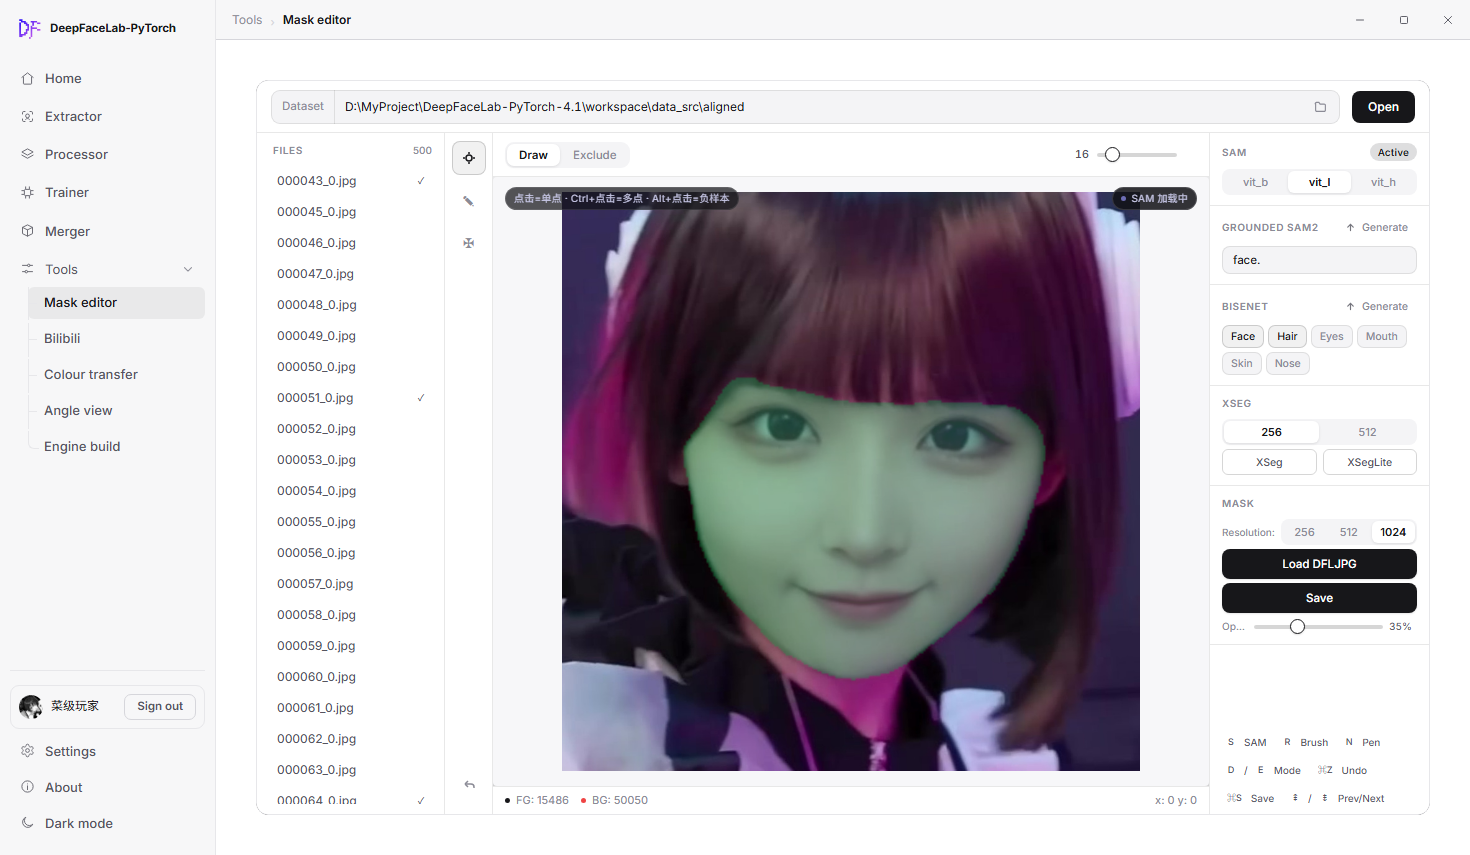 DF DeepFaceLab-PyTorch
Home
Extractor
Processor
Trainer
Merger
Tools
Mask editor
Bilibili
Colour transfer
Angle view
Engine build
菜级玩家 Sign out
Settings
About
Dark mode
Tools › Mask editor
Dataset D:\MyProject\DeepFaceLab-PyTorch-4.1\workspace\data_src\aligned Open
FILES 500
000043_0.jpg ✓
000045_0.jpg
000046_0.jpg
000047_0.jpg
000048_0.jpg
000049_0.jpg
000050_0.jpg
000051_0.jpg ✓
000052_0.jpg
000053_0.jpg
000054_0.jpg
000055_0.jpg
000056_0.jpg
000057_0.jpg
000058_0.jpg
000059_0.jpg
000060_0.jpg
000061_0.jpg
000062_0.jpg
000063_0.jpg
000064_0.jpg ✓
Draw Exclude 16
点击=单点 · Ctrl+点击=多点 · Alt+点击=负样本
SAM 加载中
FG: 15486 BG: 50050 x: 0 y: 0
SAM Active
vit_b vit_l vit_h
GROUNDED SAM2 ↑ Generate
face.
BISENET ↑ Generate
Face Hair Eyes Mouth
Skin Nose
XSEG
256 512
XSeg XSegLite
MASK
Resolution: 256 512 1024
Load DFLJPG
Save
Op... 35%
S SAM R Brush N Pen
D / E Mode ⌘Z Undo
⌘S Save ⇞ / ⇟ Prev/Next